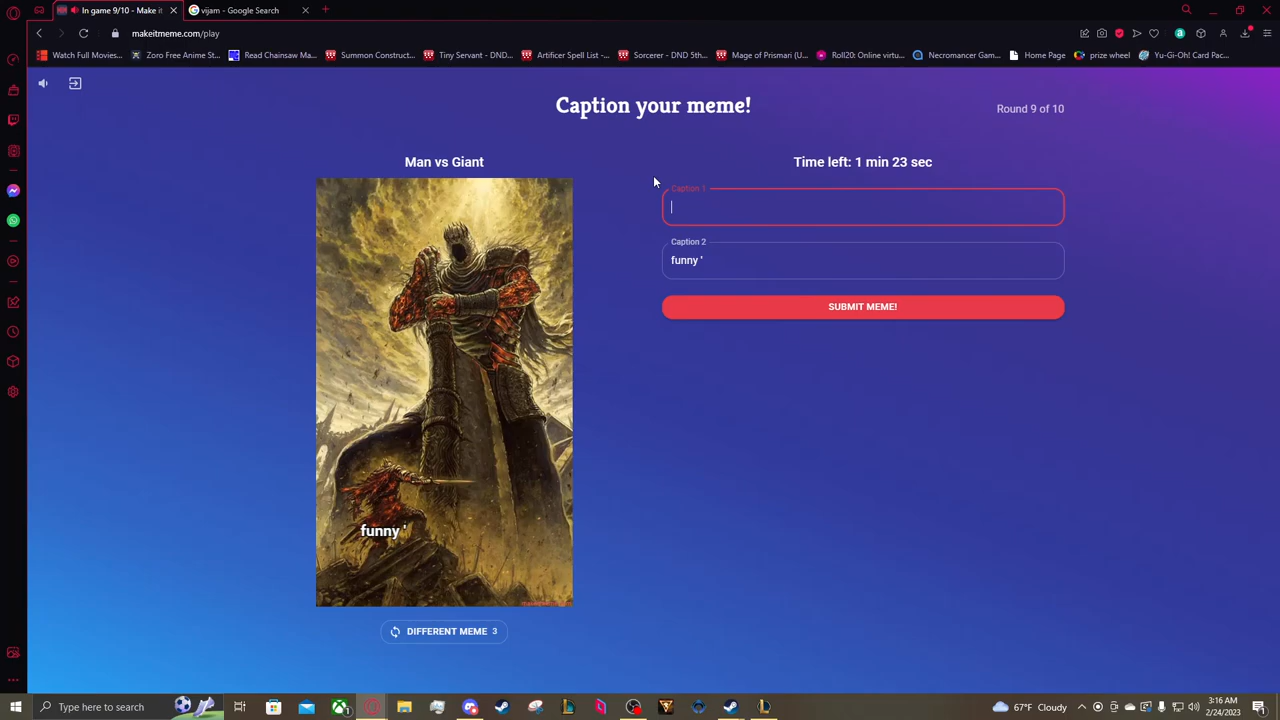 In game 9/10 - Make it
vijam - Google Search
makeitmeme.com/play
Watch Full Movies...
Zoro Free Anime St...
Read Chainsaw Ma...
Summon Construct...
Tiny Servant - DND...
Artificer Spell List -...
Sorcerer - DND 5th...
Mage of Prismari (U...
Roll20: Online virtu...
Necromancer Gam...
Home Page
prize wheel
Yu-Gi-Oh! Card Pac...
Caption your meme!
Round 9 of 10
Man vs Giant
Time left: 1 min 23 sec
Caption 1
Caption 2
funny '
SUBMIT MEME!
funny '
DIFFERENT MEME 3
Type here to search
67°F Cloudy
3:16 AM
2/24/2023